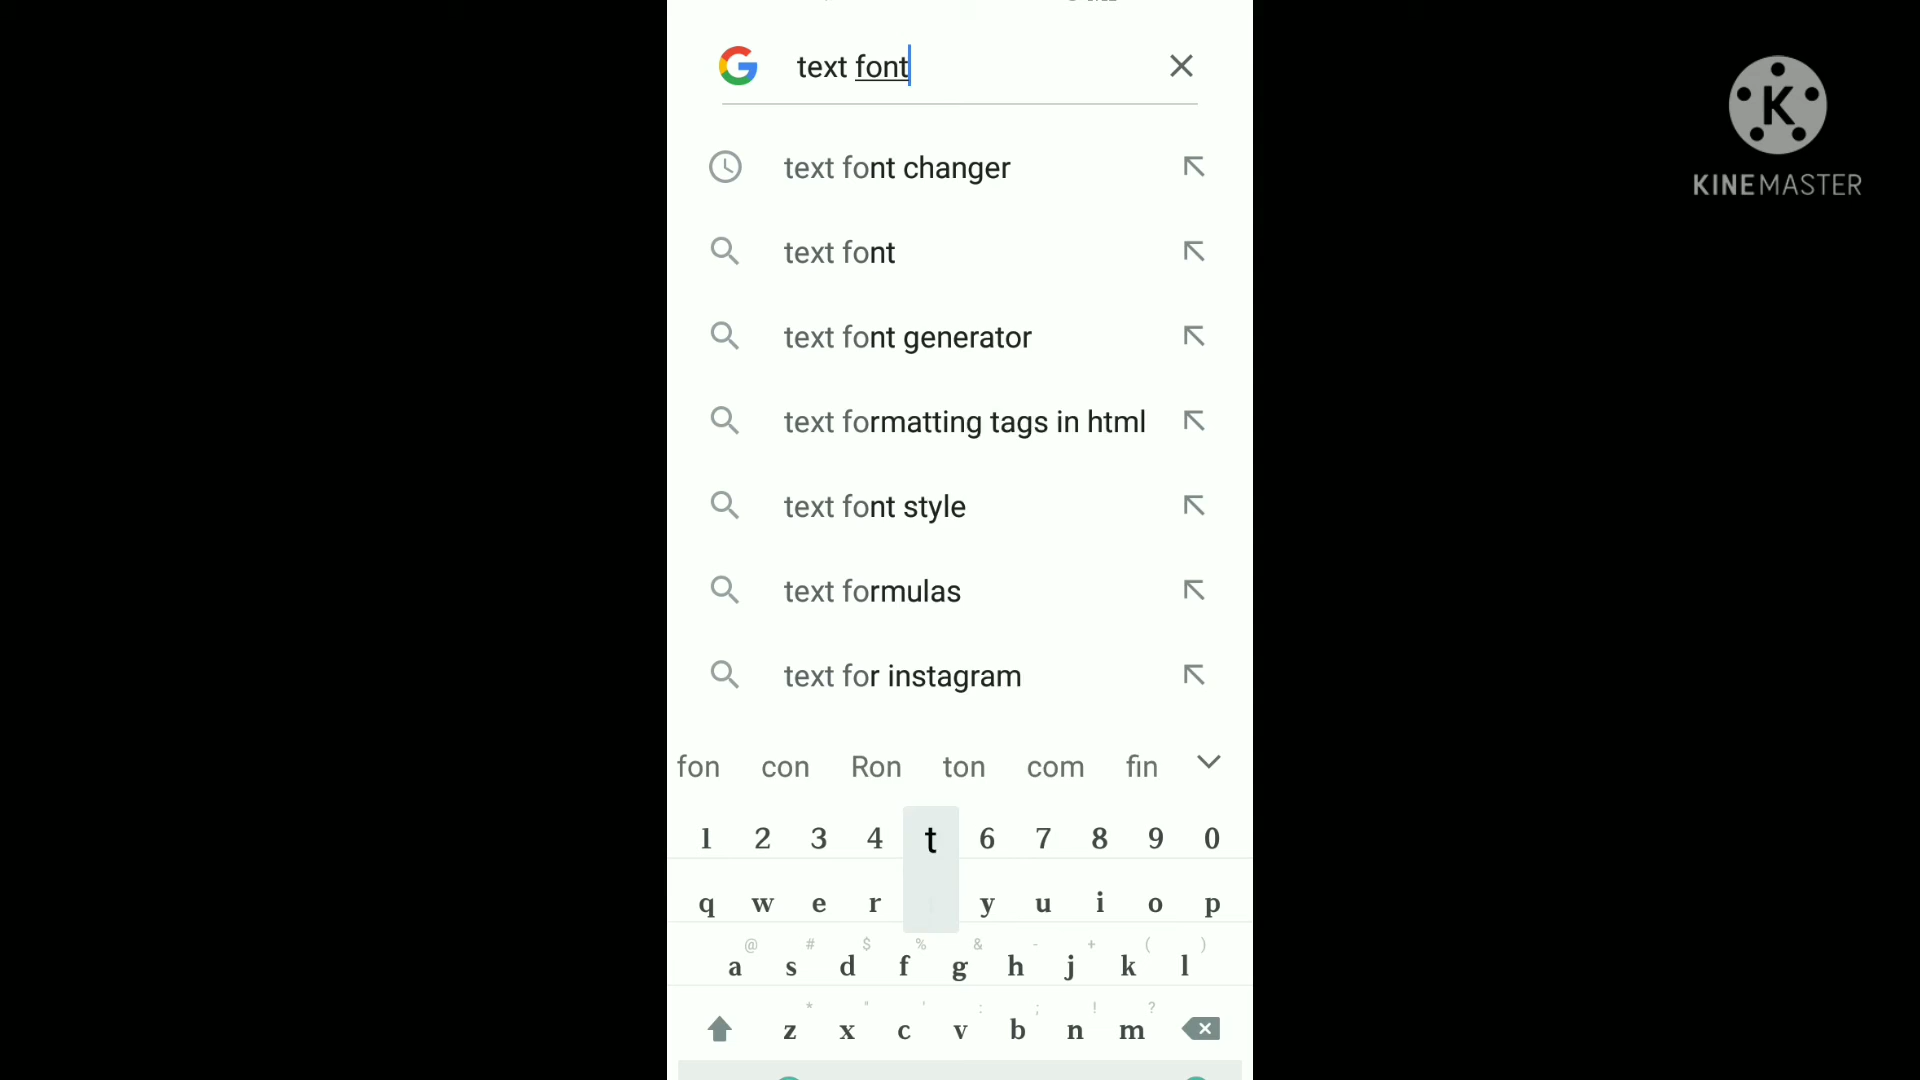 text font
text font changer
text font
text font generator
text formatting tags in html
text font style
text formulas
text for instagram
fon con Ron ton com fin
1 2 3 4 t 6 7 8 9 0
q w e r y u i o p
@ # $ % & - + ( )
a s d f g h j k l
* " ' : ; ! ?
z x c v b n m
K
KINEMASTER